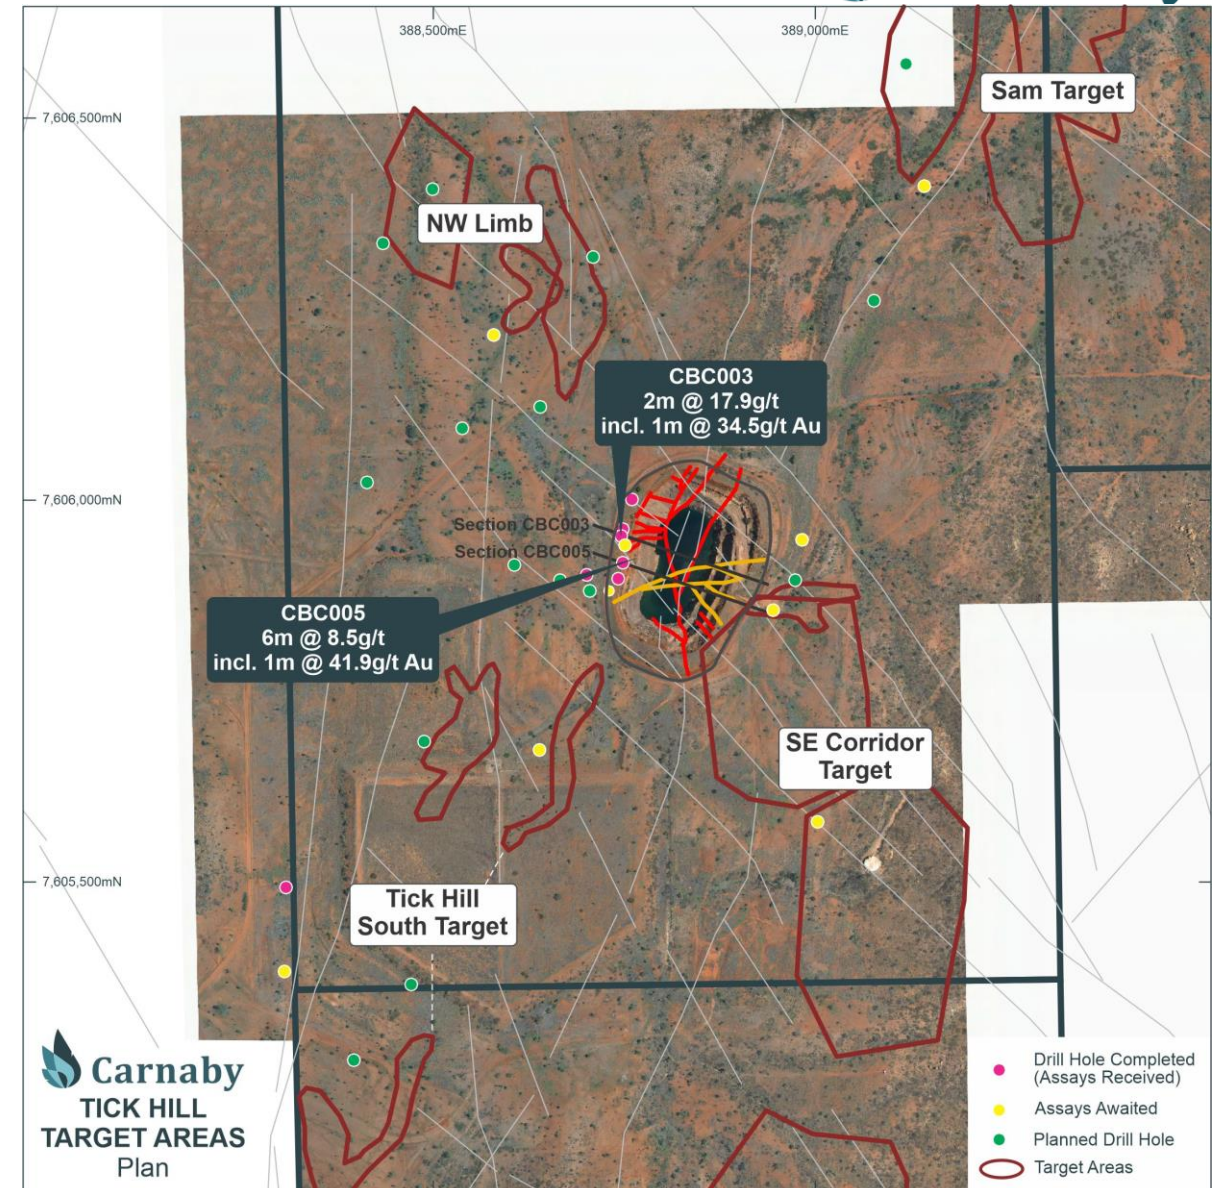 388,500mE
389,000mE
7,606,500mN
Sam Target
NW Limb
CBC003
2m @ 17.9g/t
incl. 1m @ 34.5g/t Au
7,606,000mN
Section CBC003
Section CBC005
CBC005
6m @ 8.5g/t
incl. 1m @ 41.9g/t Au
SE Corridor
Target
7,605,500mN
Tick Hill
South Target
Carnaby
TICK HILL
TARGET AREAS
Plan
Drill Hole Completed
(Assays Received)
Assays Awaited
Planned Drill Hole
Target Areas